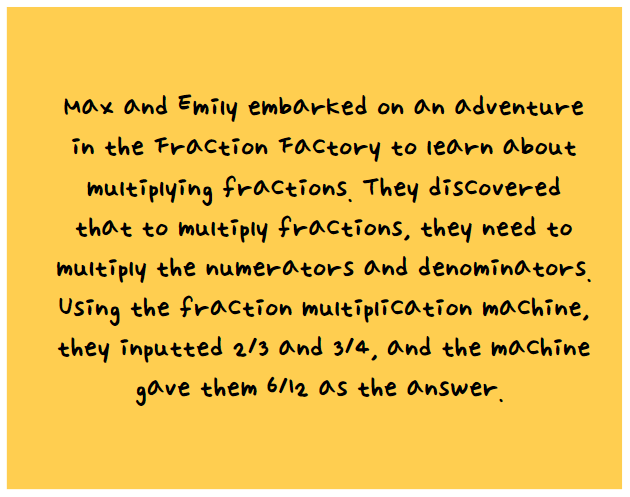 Max and Emily embarked on an adventure
in the Fraction Factory to learn about
multiplying fractions. They discovered
that to multiply fractions, they need to
multiply the numerators and denominators.
Using the fraction multiplication machine,
they inputted 2/3 and 3/4, and the machine
gave them 6/12 as the answer.